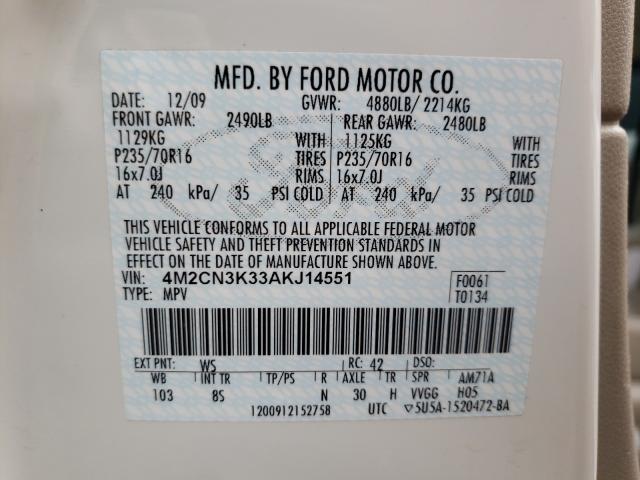 MFD. BY FORD MOTOR CO.
DATE: 12/09 GVWR: 4880LB/ 2214KG
FRONT GAWR: 2490LB REAR GAWR: 2480LB
1129KG WITH 1125KG WITH
P235/70R16 TIRES P235/70R16 TIRES
16x7.0J RIMS 16x7.0J RIMS
AT 240 kPa/ 35 PSI COLD AT 240 kPa/ 35 PSI COLD
THIS VEHICLE CONFORMS TO ALL APPLICABLE FEDERAL MOTOR
VEHICLE SAFETY AND THEFT PREVENTION STANDARDS IN
EFFECT ON THE DATE OF MANUFACTURE SHOWN ABOVE.
VIN: 4M2CN3K33AKJ14551 F0061
TYPE: MPV T0134
EXT PNT: WS RC: 42 DSO:
WB INT TR TP/PS R AXLE TR SPR AM71A
103 8S N 30 H VVGG H05
1200912152758 UTC ▽5U5A-1520472-BA